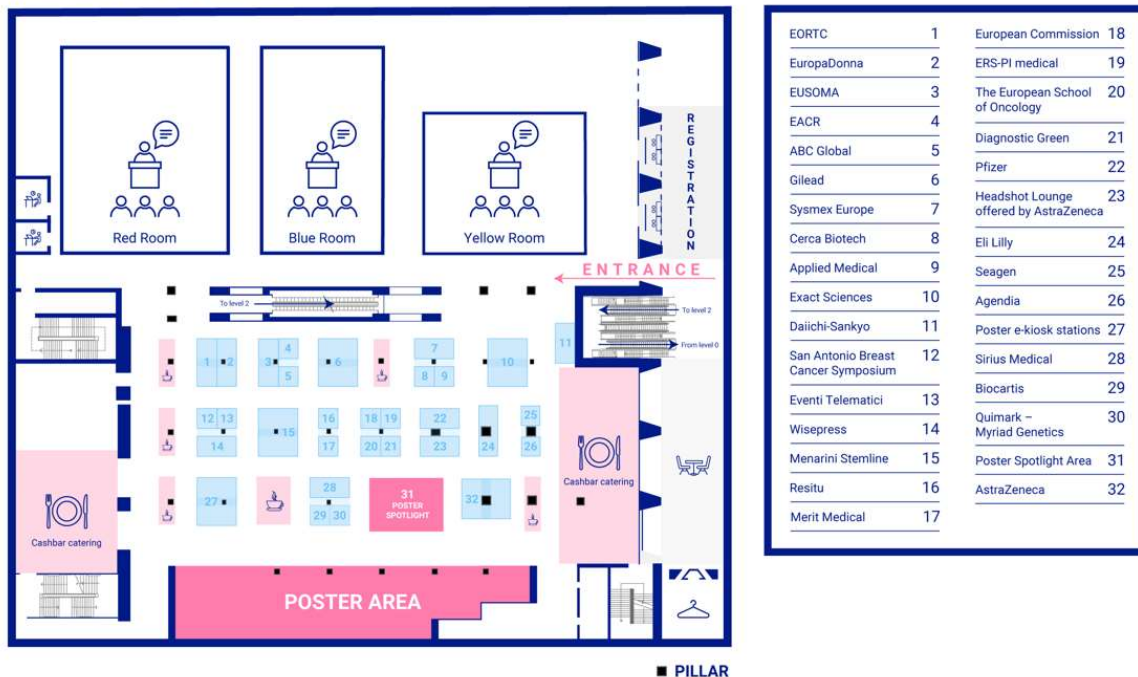 Red Room
Blue Room
Yellow Room
REGISTRATION
ENTRANCE
To level 2
To level 2
From level 0
1
2
3
4
5
6
7
8
9
10
11
12
13
14
15
16
17
18
19
20
21
22
23
24
25
26
27
28
29
30
31
POSTER
SPOTLIGHT
32
Cashbar catering
Cashbar catering
POSTER AREA
PILLAR
EORTC 1
EuropaDonna 2
EUSOMA 3
EACR 4
ABC Global 5
Gilead 6
Sysmex Europe 7
Cerca Biotech 8
Applied Medical 9
Exact Sciences 10
Daiichi-Sankyo 11
San Antonio Breast 12
Cancer Symposium
Eventi Telematici 13
Wisepress 14
Menarini Stemline 15
Resitu 16
Merit Medical 17
European Commission 18
ERS-PI medical 19
The European School 20
of Oncology
Diagnostic Green 21
Pfizer 22
Headshot Lounge 23
offered by AstraZeneca
Eli Lilly 24
Seagen 25
Agendia 26
Poster e-kiosk stations 27
Sirius Medical 28
Biocartis 29
Quimark – 30
Myriad Genetics
Poster Spotlight Area 31
AstraZeneca 32